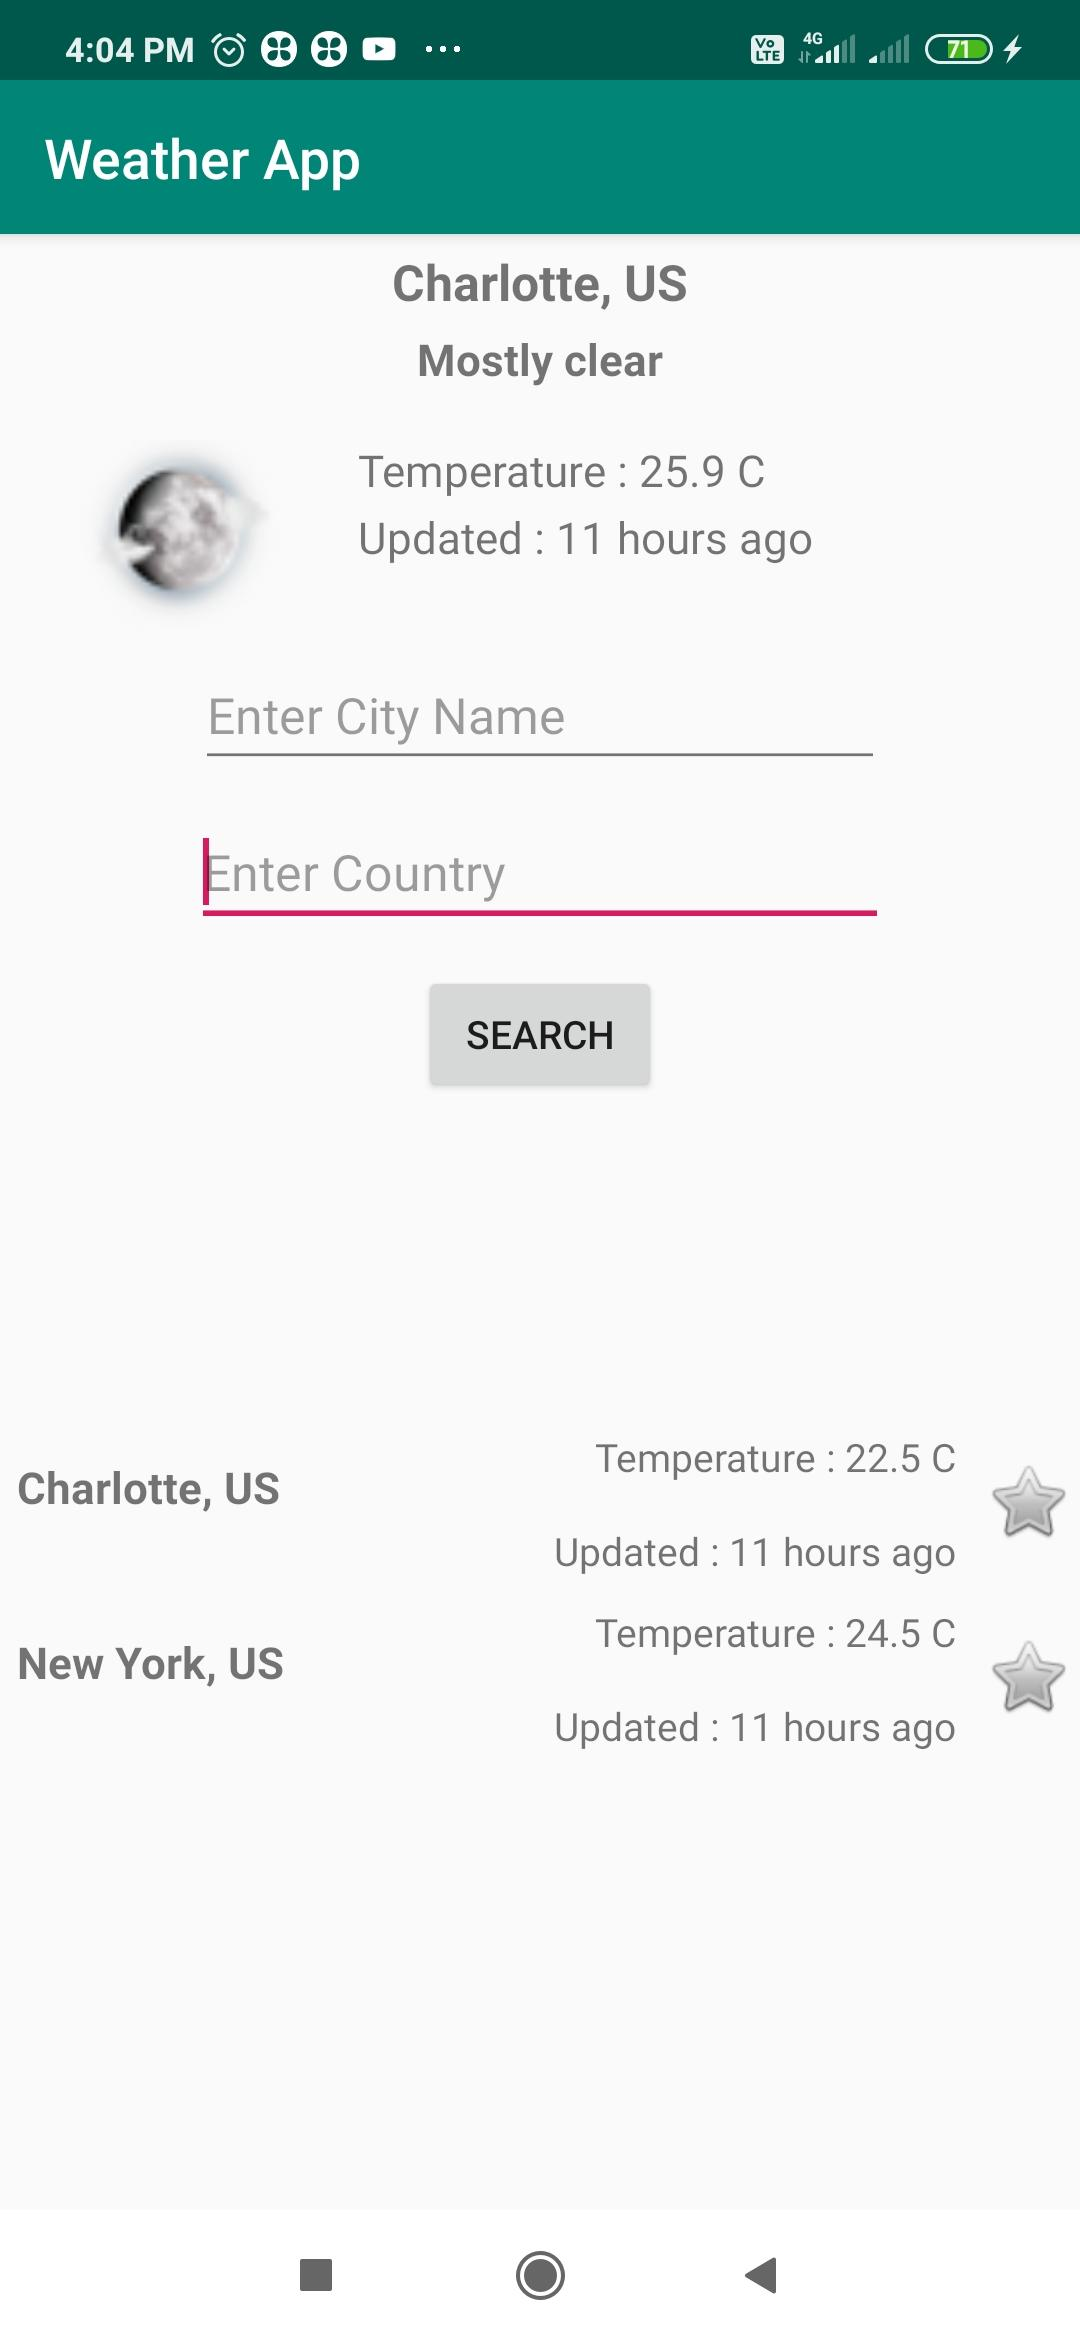 4:04 PM
Vo LTE 4G 71
Weather App
Charlotte, US
Mostly clear
Temperature : 25.9 C
Updated : 11 hours ago
Enter City Name
Enter Country
SEARCH
Charlotte, US
Temperature : 22.5 C
Updated : 11 hours ago
New York, US
Temperature : 24.5 C
Updated : 11 hours ago